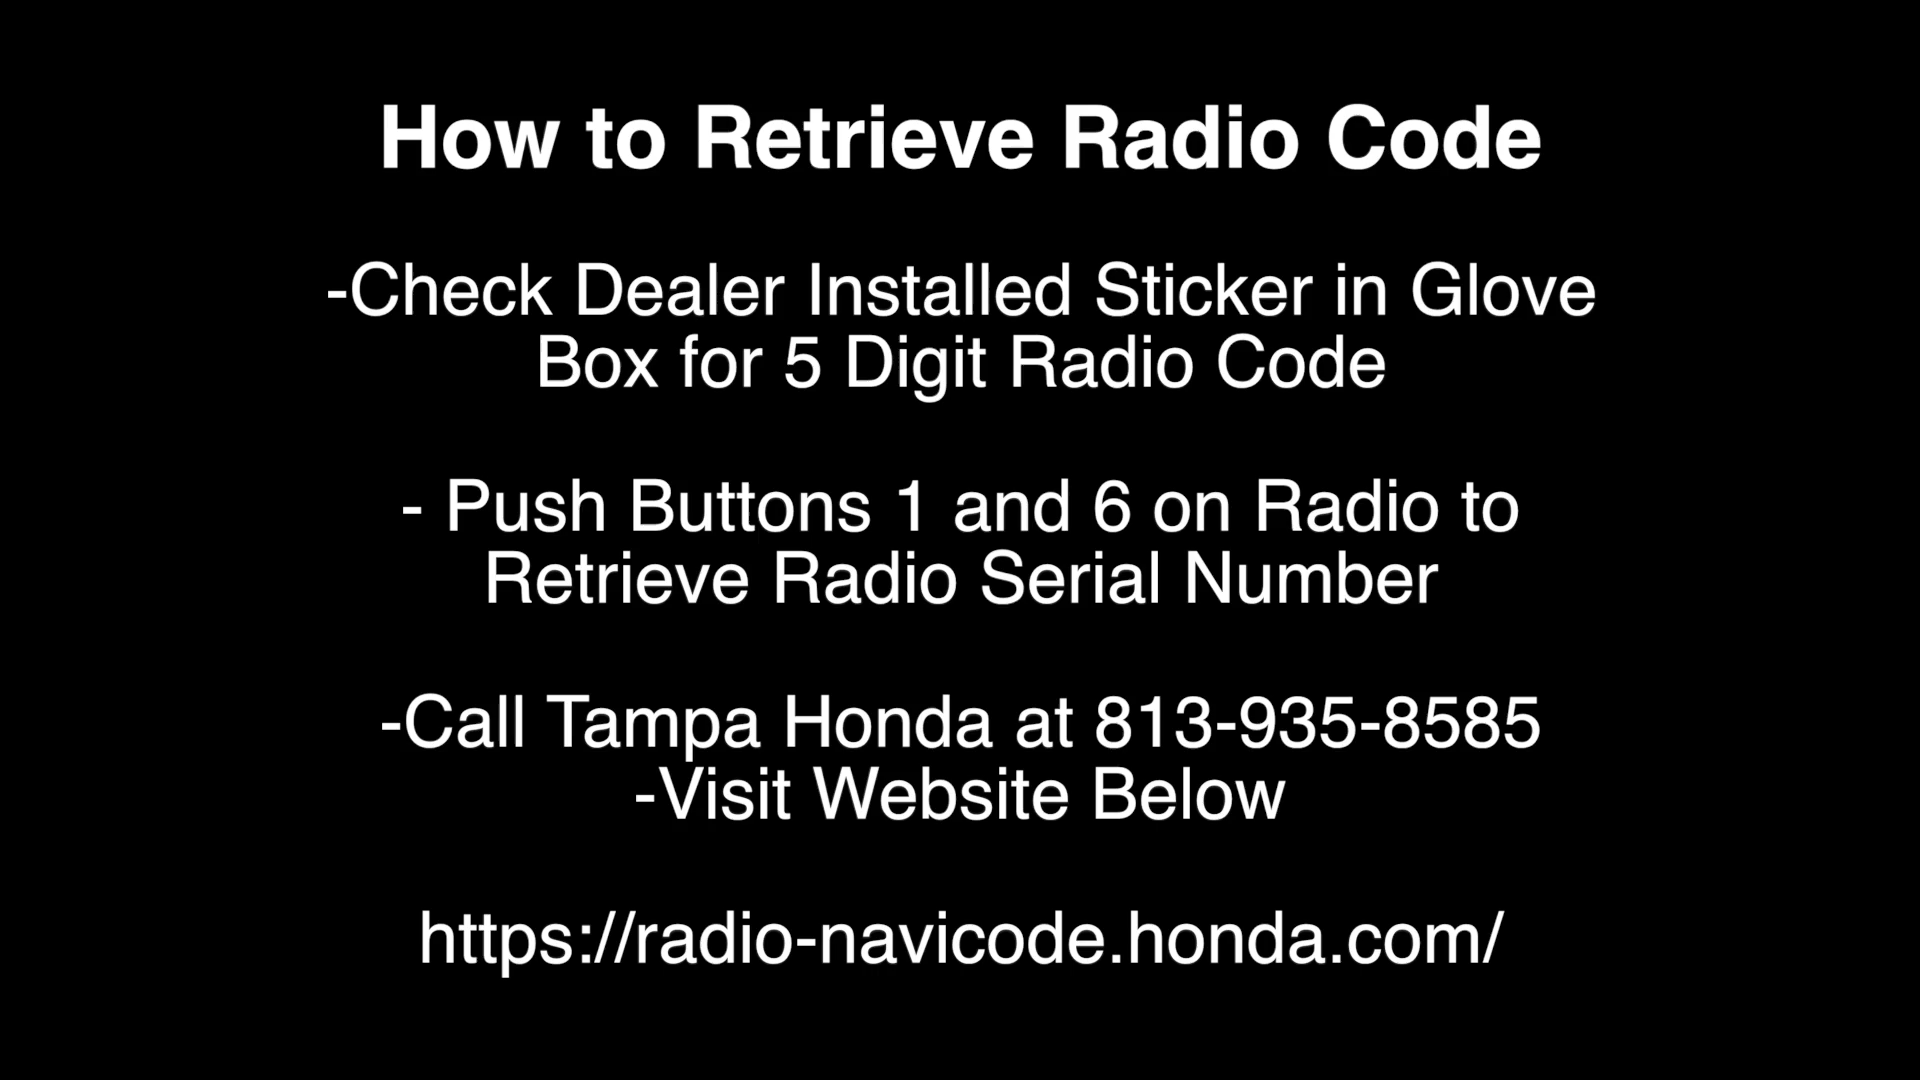 How to Retrieve Radio Code
-Check Dealer Installed Sticker in Glove
Box for 5 Digit Radio Code
- Push Buttons 1 and 6 on Radio to
Retrieve Radio Serial Number
-Call Tampa Honda at 813-935-8585
-Visit Website Below
https://radio-navicode.honda.com/